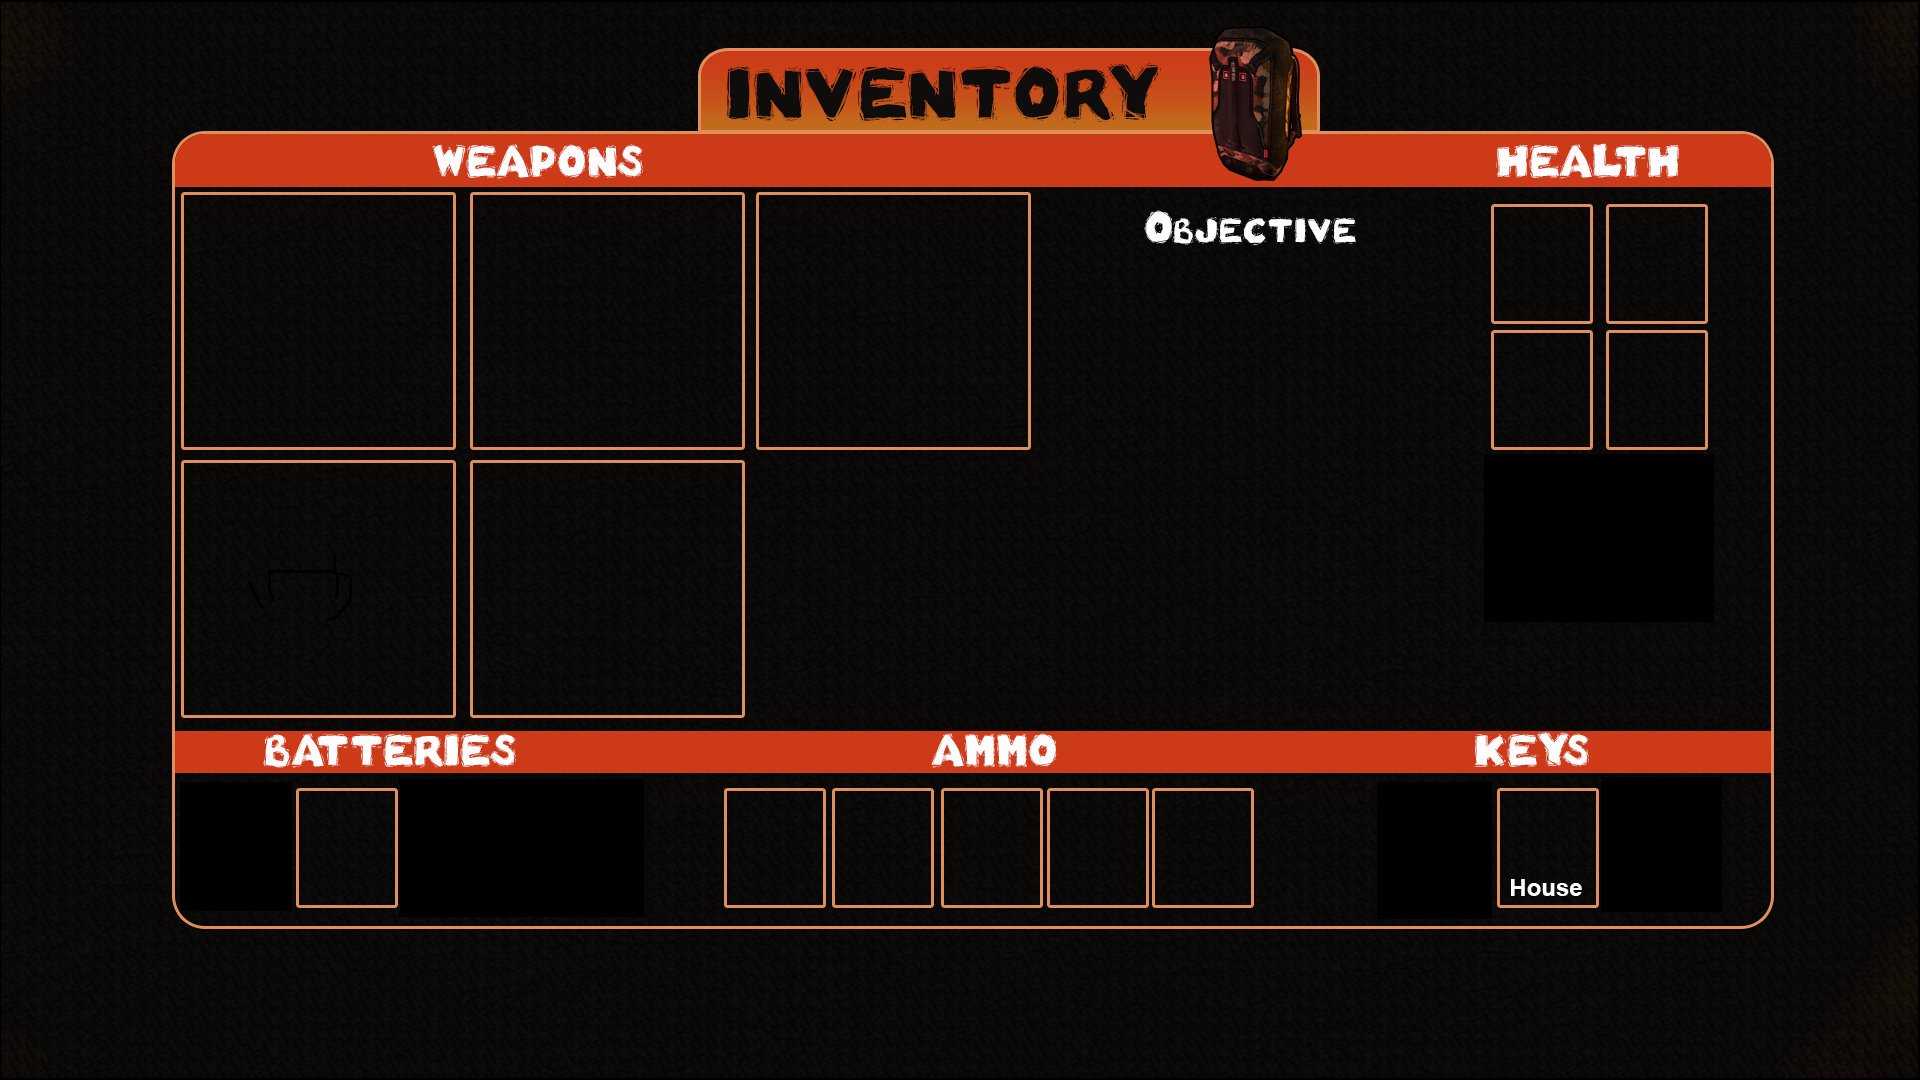 INVENTORY
WEAPONS
HEALTH
OBJECTIVE
BATTERIES
AMMO
KEYS
House